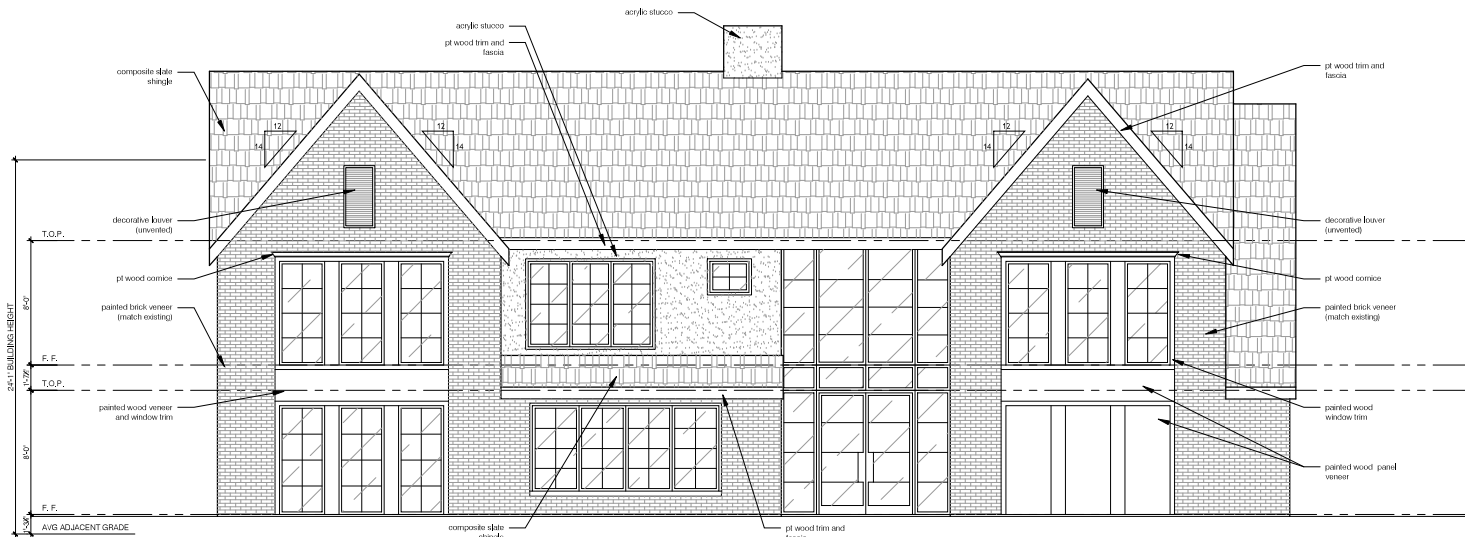 acrylic stucco
acrylic stucco
pt wood trim and
fascia
composite slate
shingle
pt wood trim and
fascia
12
14
12
14
12
14
12
14
decorative louver
(unvented)
decorative louver
(unvented)
T.O.P.
pt wood cornice
pt wood cornice
painted brick veneer
(match existing)
painted brick veneer
(match existing)
24'-1" BUILDING HEIGHT
8'-0"
F. F.
T.O.P.
painted wood veneer
and window trim
painted wood
window trim
8'-0"
painted wood panel
veneer
F. F.
AVG ADJACENT GRADE
composite slate
shingle
pt wood trim and
fascia